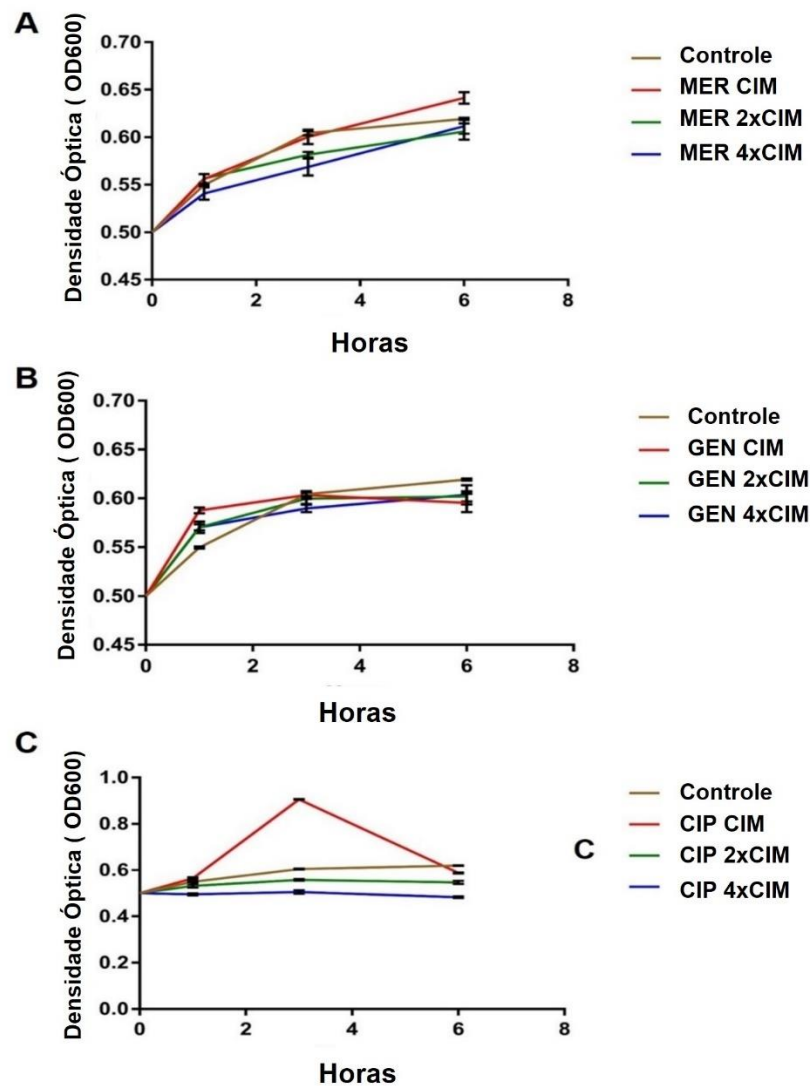 A
Densidade Óptica ( OD600)
0.70
0.65
0.60
0.55
0.50
0.45
0 2 4 6 8
Horas
Controle
MER CIM
MER 2xCIM
MER 4xCIM
B
Densidade Óptica ( OD600)
0.70
0.65
0.60
0.55
0.50
0.45
0 2 4 6 8
Horas
Controle
GEN CIM
GEN 2xCIM
GEN 4xCIM
C
Densidade Óptica ( OD600)
1.0
0.8
0.6
0.4
0.2
0.0
0 2 4 6 8
Horas
C
Controle
CIP CIM
CIP 2xCIM
CIP 4xCIM